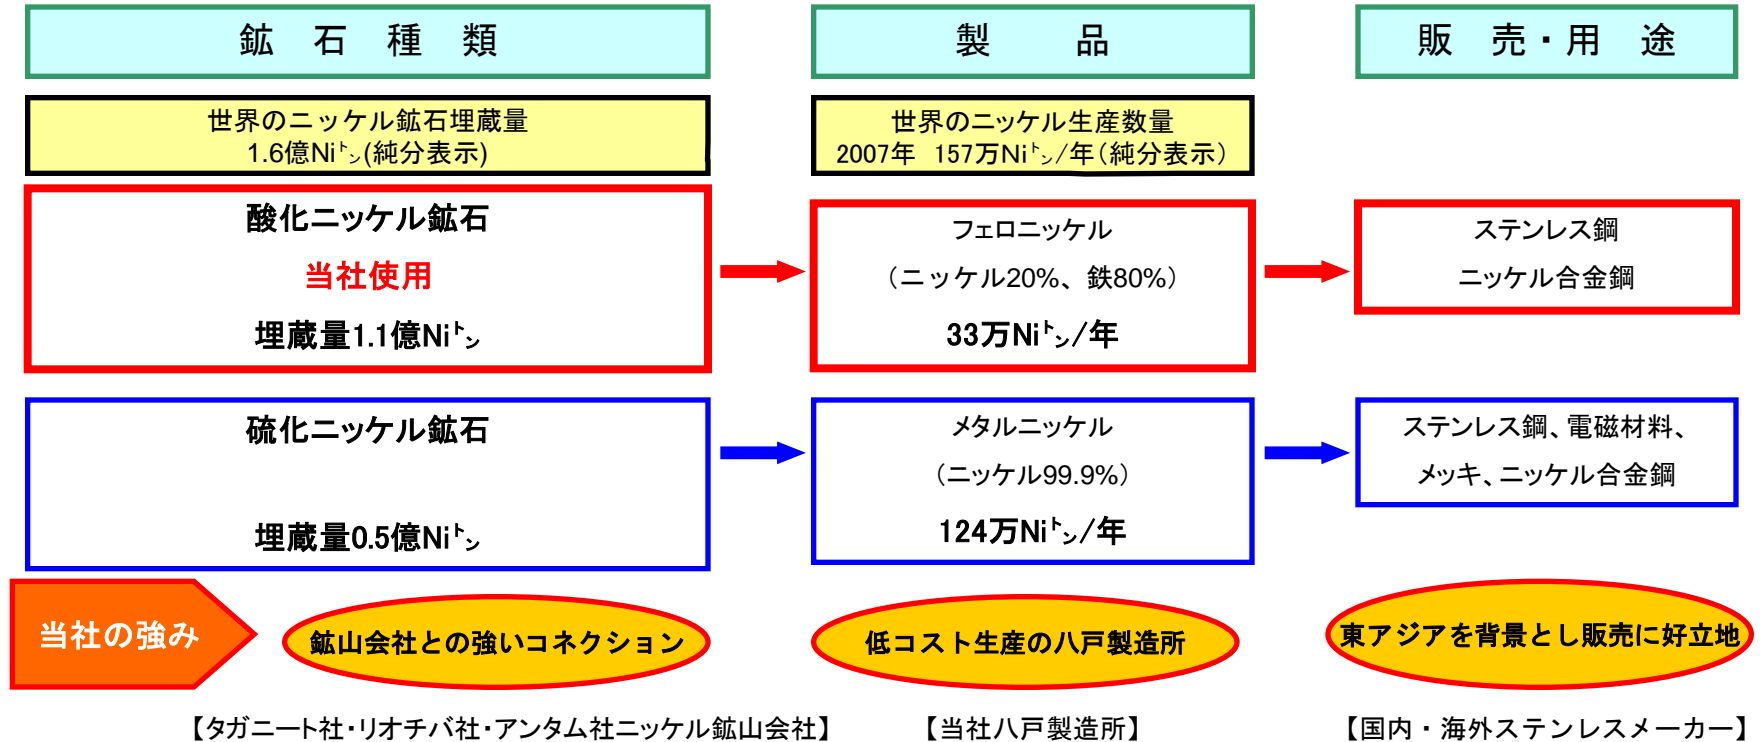 鉱 石 種 類
製 品
販 売・用 途
世界のニッケル鉱石埋蔵量
1.6億Niトン(純分表示)
世界のニッケル生産数量
2007年 157万Niトン/年(純分表示)
酸化ニッケル鉱石
当社使用
埋蔵量1.1億Niトン
フェロニッケル
(ニッケル20%、鉄80%)
33万Niトン/年
ステンレス鋼
ニッケル合金鋼
硫化ニッケル鉱石
埋蔵量0.5億Niトン
メタルニッケル
(ニッケル99.9%)
124万Niトン/年
ステンレス鋼、電磁材料、
メッキ、ニッケル合金鋼
当社の強み
鉱山会社との強いコネクション
低コスト生産の八戸製造所
東アジアを背景とし販売に好立地
【タガニート社・リオチバ社・アンタム社ニッケル鉱山会社】
【当社八戸製造所】
【国内・海外ステンレスメーカー】